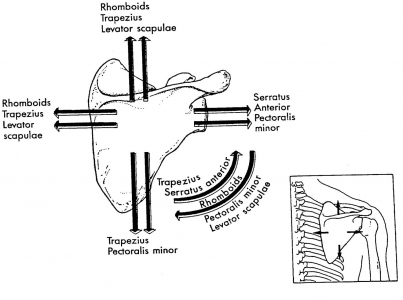 Rhomboids
Trapezius
Levator scapulae
Rhomboids
Trapezius
Levator
scapulae
Serratus
Anterior
Pectoralis
minor
Trapezius
Serratus anterior
Rhomboids
Pectoralis minor
Levator scapulae
Trapezius
Pectoralis minor